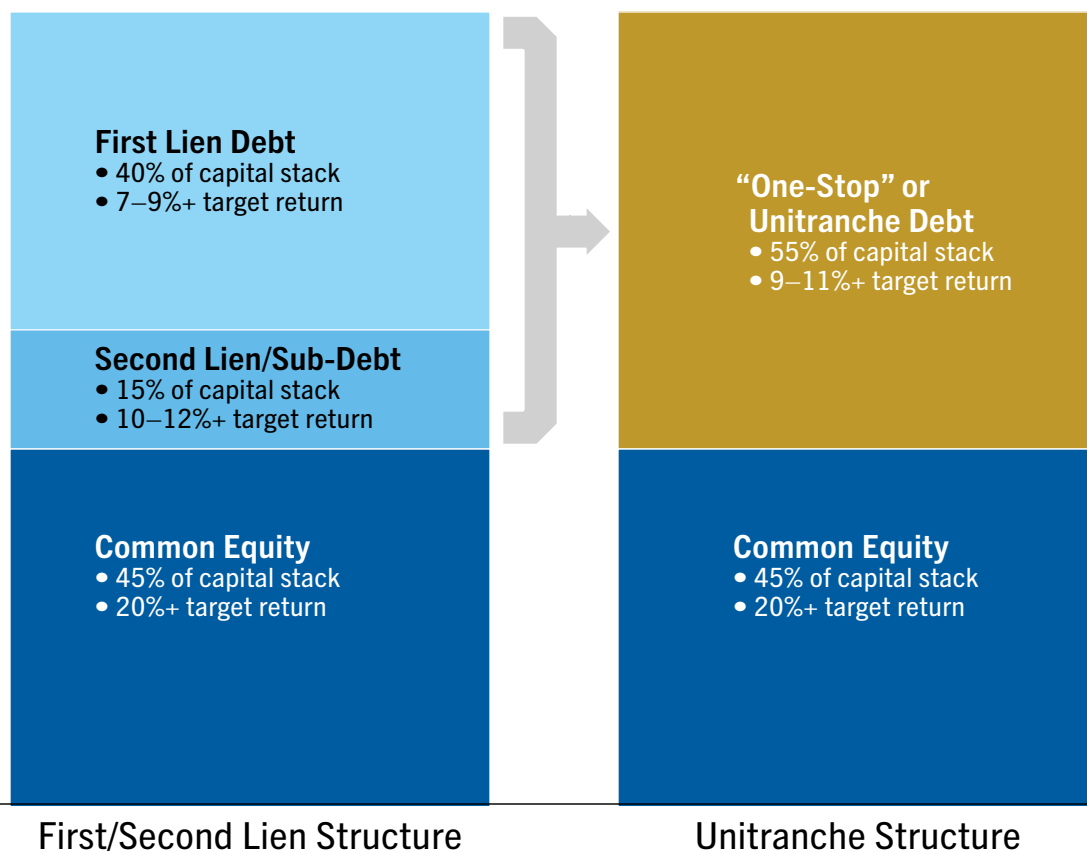 First Lien Debt
• 40% of capital stack
• 7–9%+ target return
Second Lien/Sub-Debt
• 15% of capital stack
• 10–12%+ target return
Common Equity
• 45% of capital stack
• 20%+ target return
First/Second Lien Structure
“One-Stop” or
Unitranche Debt
• 55% of capital stack
• 9–11%+ target return
Common Equity
• 45% of capital stack
• 20%+ target return
Unitranche Structure